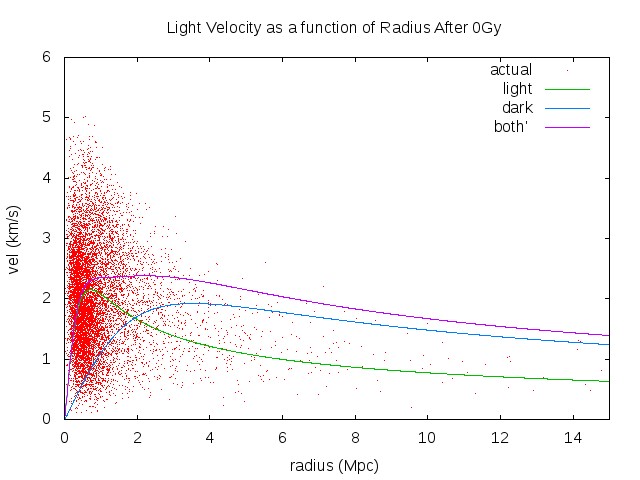 Light Velocity as a function of Radius After 0Gy
6
5
4
3
2
1
0
vel (km/s)
actual
light
dark
both'
0 2 4 6 8 10 12 14
radius (Mpc)